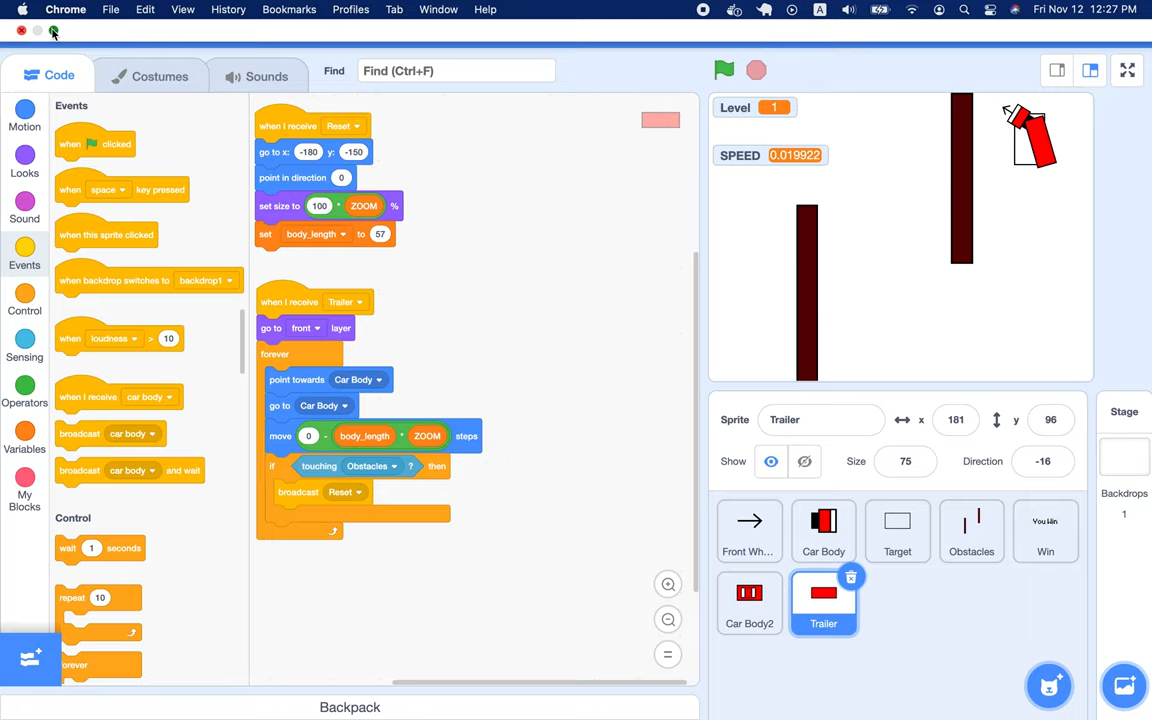 Chrome File Edit View History Bookmarks Profiles Tab Window Help A Fri Nov 12 12:27 PM
Code Costumes Sounds Find Find (Ctrl+F)
Motion
Looks
Sound
Events
Control
Sensing
Operators
Variables
My Blocks
Events
when clicked
when space key pressed
when this sprite clicked
when backdrop switches to backdrop1
when loudness > 10
when I receive car body
broadcast car body
broadcast car body and wait
Control
wait 1 seconds
repeat 10
forever
when I receive Reset
go to x: -180 y: -150
point in direction 0
set size to 100 * ZOOM %
set body_length to 57
when I receive Trailer
go to front layer
forever
point towards Car Body
go to Car Body
move 0 - body_length * ZOOM steps
if touching Obstacles ? then
broadcast Reset
Backpack
Level 1
SPEED 0.019922
Sprite Trailer x 181 y 96
Show Size 75 Direction -16
Front Wh...
Car Body
Target
Obstacles
You Win
Win
Car Body2
Trailer
Stage
Backdrops
1